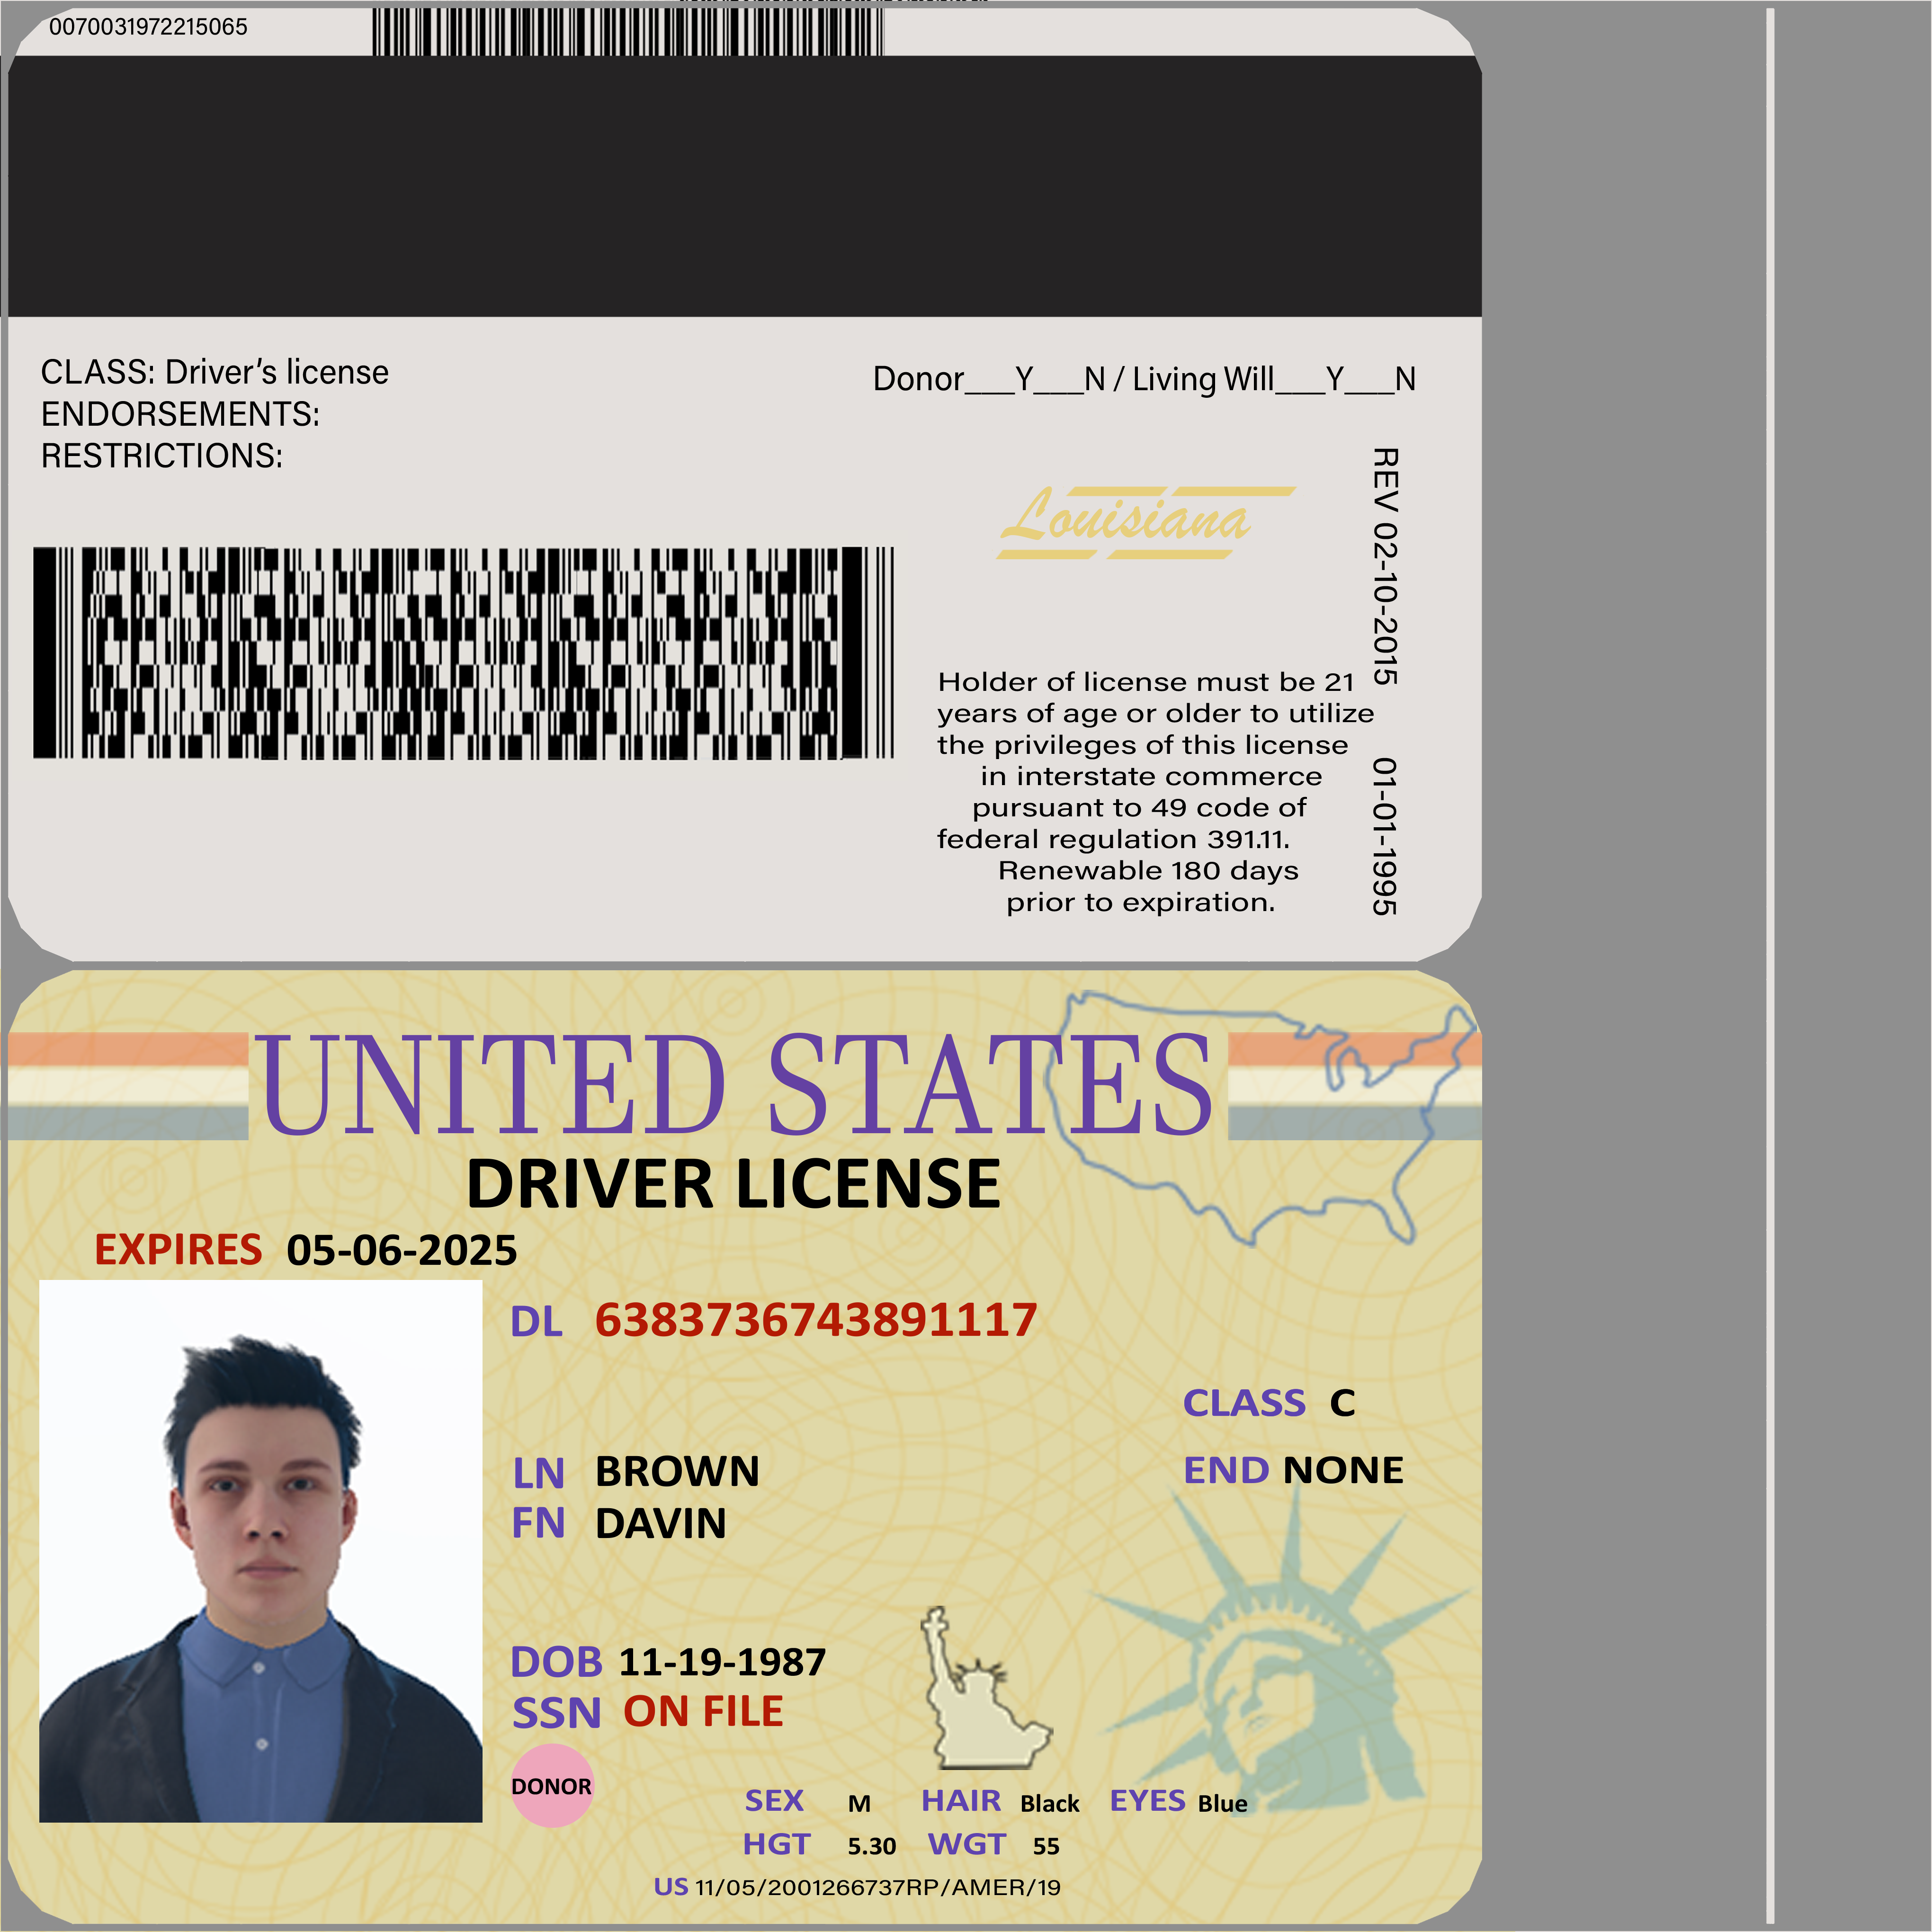 0070031972215065
CLASS: Driver's license
ENDORSEMENTS:
RESTRICTIONS:
Donor___Y___N / Living Will___Y___N
Louisiana
REV 02-10-2015 01-01-1995
Holder of license must be 21
years of age or older to utilize
the privileges of this license
in interstate commerce
pursuant to 49 code of
federal regulation 391.11.
Renewable 180 days
prior to expiration.
UNITED STATES
DRIVER LICENSE
EXPIRES 05-06-2025
DL 6383736743891117
CLASS C
END NONE
LN BROWN
FN DAVIN
DOB 11-19-1987
SSN ON FILE
DONOR
SEX M HAIR Black EYES Blue
HGT 5.30 WGT 55
US 11/05/2001266737RP/AMER/19